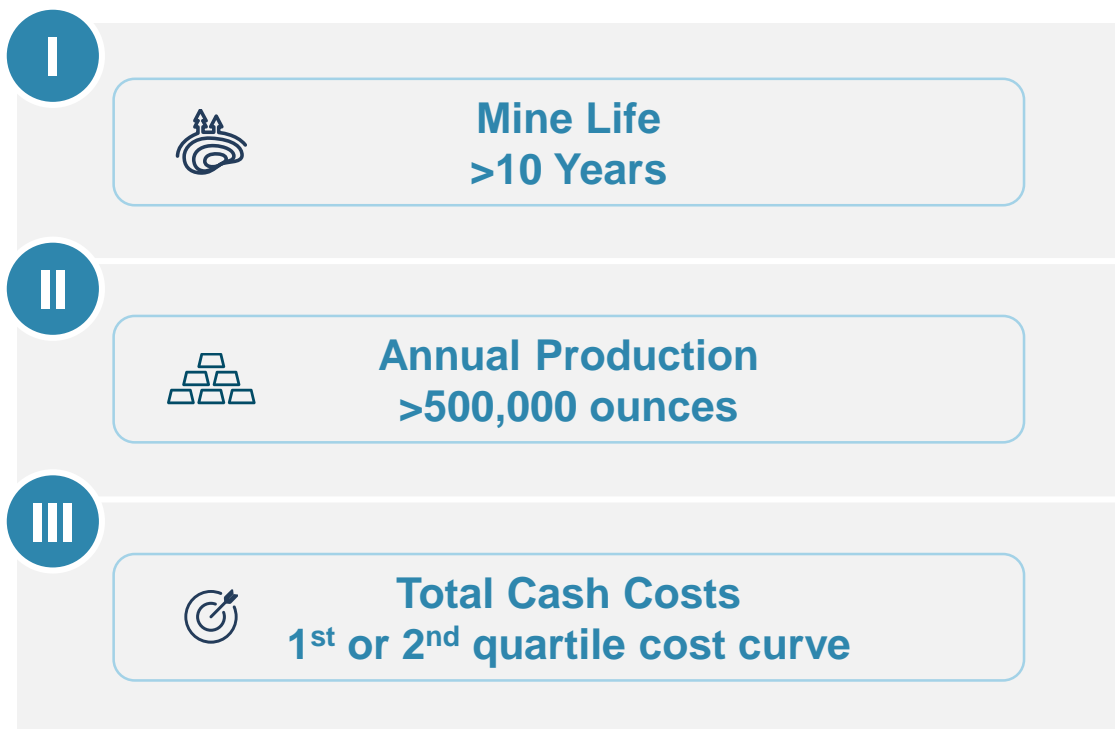 I
Mine Life
>10 Years
II
Annual Production
>500,000 ounces
III
Total Cash Costs
1st or 2nd quartile cost curve